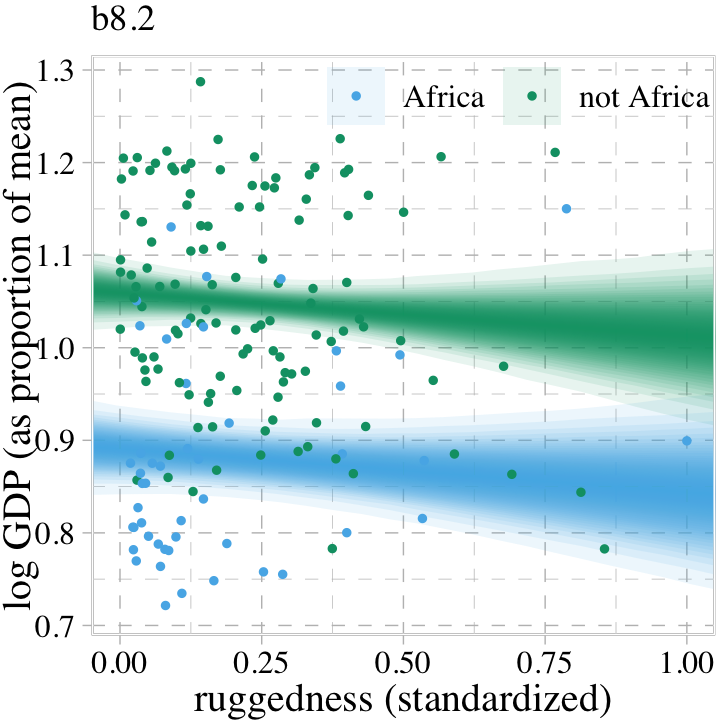 b8.2
log GDP (as proportion of mean)
1.3
1.2
1.1
1.0
0.9
0.8
0.7
Africa
not Africa
0.00 0.25 0.50 0.75 1.00
ruggedness (standardized)